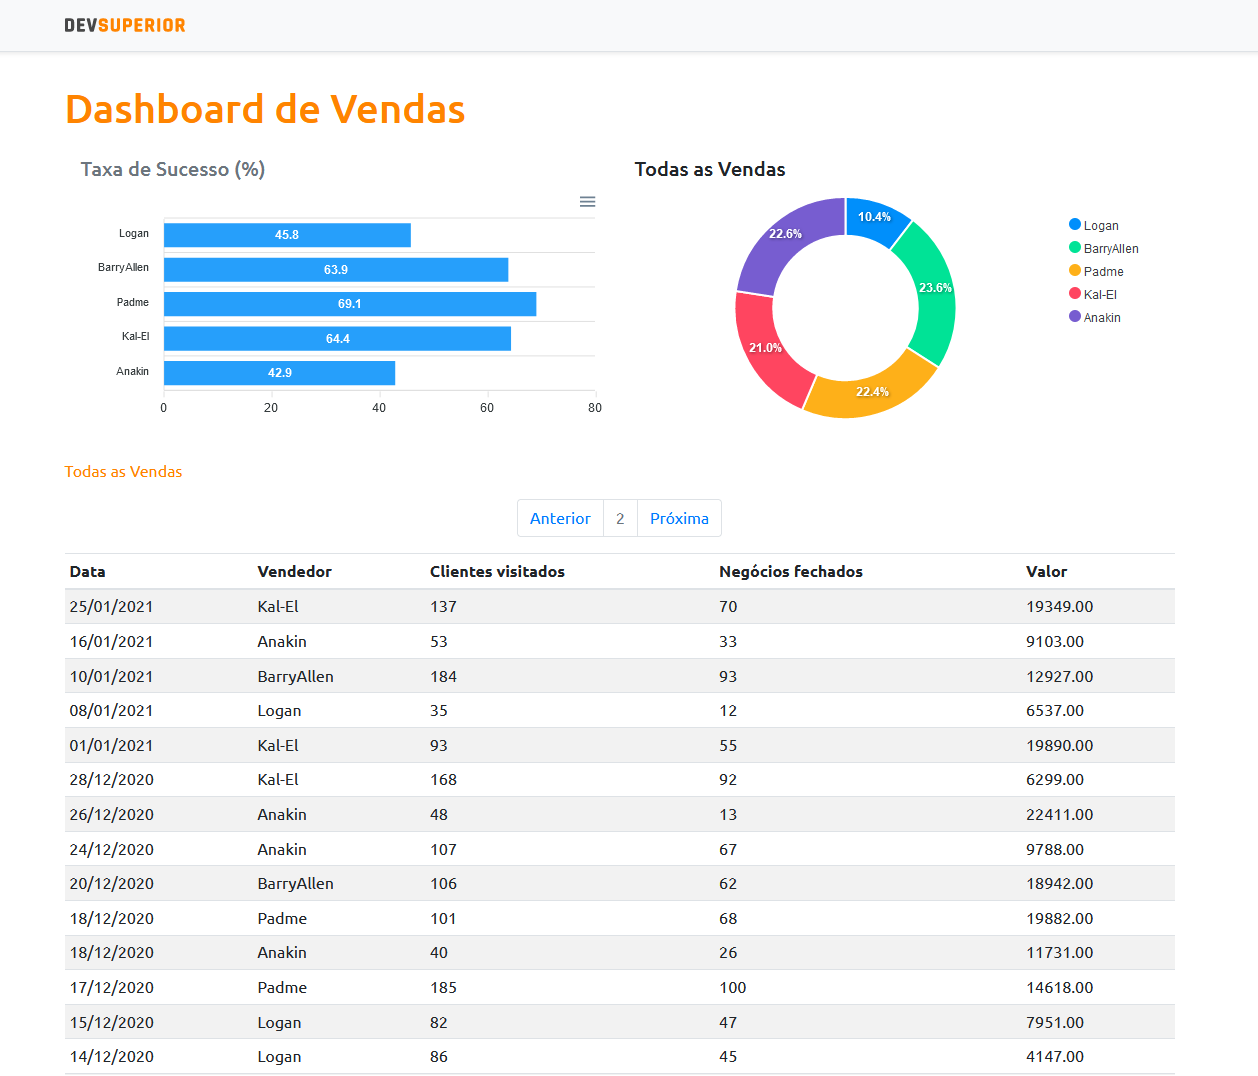 DEVSUPERIOR
Dashboard de Vendas
Taxa de Sucesso (%)
Logan 45.8
BarryAllen 63.9
Padme 69.1
Kal-El 64.4
Anakin 42.9
0 20 40 60 80
Todas as Vendas
10.4%
23.6%
22.4%
21.0%
22.6%
Logan
BarryAllen
Padme
Kal-El
Anakin
Todas as Vendas
Anterior 2 Próxima
Data Vendedor Clientes visitados Negócios fechados Valor
25/01/2021 Kal-El 137 70 19349.00
16/01/2021 Anakin 53 33 9103.00
10/01/2021 BarryAllen 184 93 12927.00
08/01/2021 Logan 35 12 6537.00
01/01/2021 Kal-El 93 55 19890.00
28/12/2020 Kal-El 168 92 6299.00
26/12/2020 Anakin 48 13 22411.00
24/12/2020 Anakin 107 67 9788.00
20/12/2020 BarryAllen 106 62 18942.00
18/12/2020 Padme 101 68 19882.00
18/12/2020 Anakin 40 26 11731.00
17/12/2020 Padme 185 100 14618.00
15/12/2020 Logan 82 47 7951.00
14/12/2020 Logan 86 45 4147.00